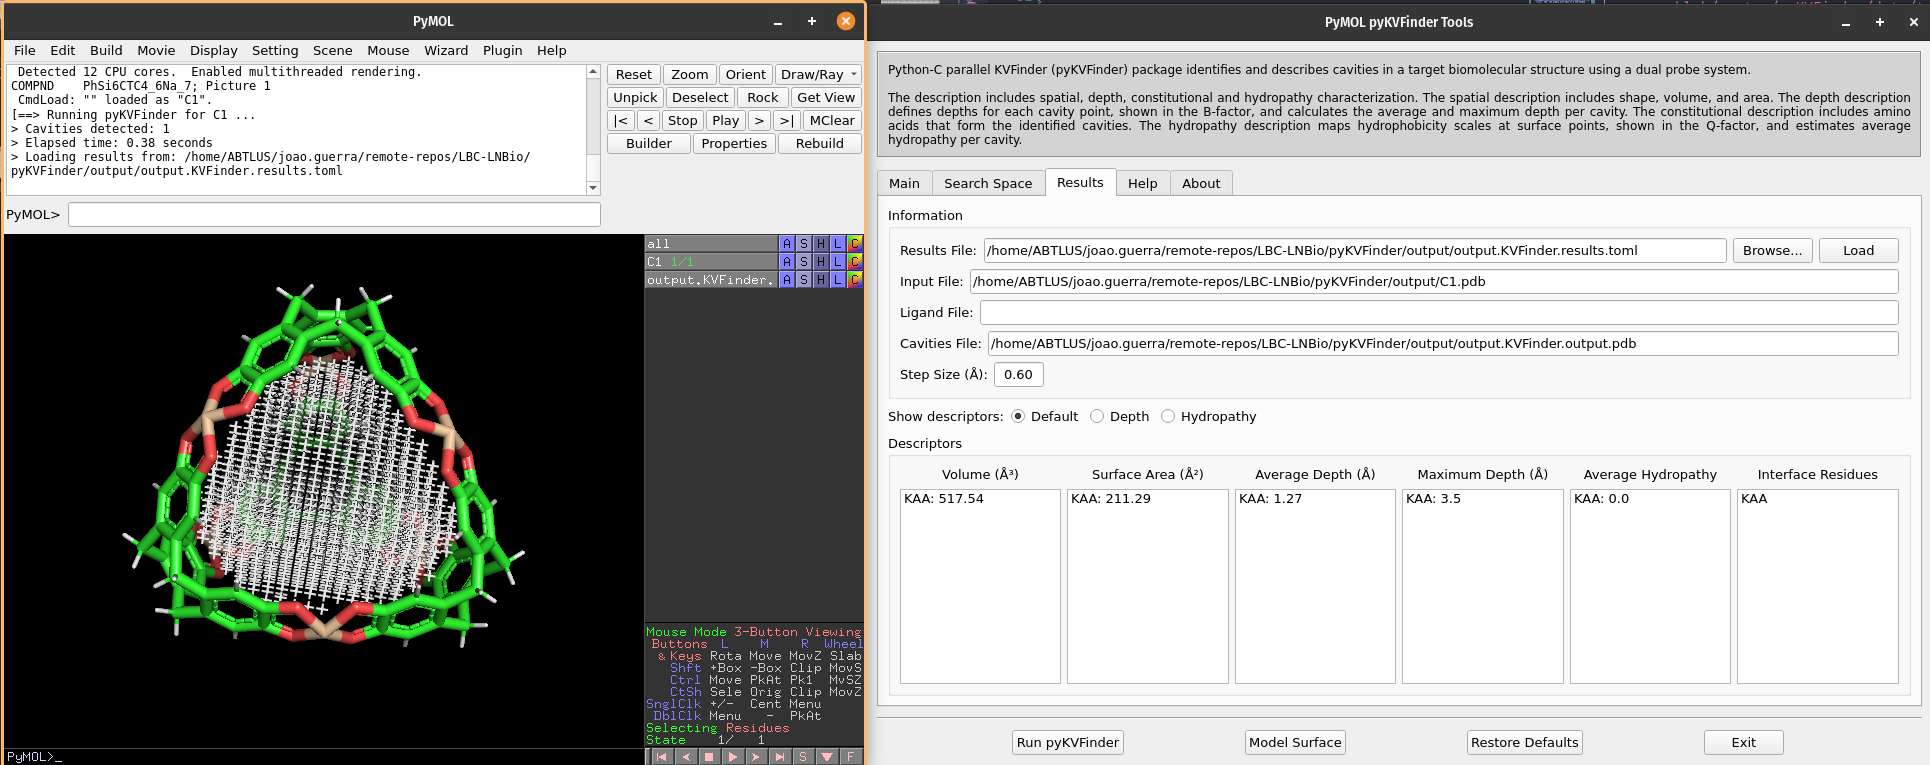 PyMOL
File Edit Build Movie Display Setting Scene Mouse Wizard Plugin Help
Detected 12 CPU cores.  Enabled multithreaded rendering.
COMPND    PhSi6CTC4_6Na_7; Picture 1
CmdLoad: "" loaded as "C1".
[==> Running pyKVFinder for C1 ...
> Cavities detected: 1
> Elapsed time: 0.38 seconds
> Loading results from: /home/ABTLUS/joao.guerra/remote-repos/LBC-LNBio/
pyKVFinder/output/output.KVFinder.results.toml
Reset Zoom Orient Draw/Ray
Unpick Deselect Rock Get View
|< < Stop Play > >| MClear
Builder Properties Rebuild
PyMOL>
all A S H L C
C1 1/1 A S H L C
output.KVFinder. A S H L C
Mouse Mode 3-Button Viewing
Buttons L M R Wheel
& Keys Rota Move MovZ Slab
Shft +Box -Box Clip MovS
Ctrl Move PkAt Pk1 MvSZ
CtSh Sele Orig Clip MovZ
SnglClk +/- Cent Menu
DblClk Menu - PkAt
Selecting Residues
State 1/ 1
PyMOL>_
S F
PyMOL pyKVFinder Tools
Python-C parallel KVFinder (pyKVFinder) package identifies and describes cavities in a target biomolecular structure using a dual probe system.
The description includes spatial, depth, constitutional and hydropathy characterization. The spatial description includes shape, volume, and area. The depth description
defines depths for each cavity point, shown in the B-factor, and calculates the average and maximum depth per cavity. The constitutional description includes amino
acids that form the identified cavities. The hydropathy description maps hydrophobicity scales at surface points, shown in the Q-factor, and estimates average
hydropathy per cavity.
Main Search Space Results Help About
Information
Results File: /home/ABTLUS/joao.guerra/remote-repos/LBC-LNBio/pyKVFinder/output/output.KVFinder.results.toml Browse... Load
Input File: /home/ABTLUS/joao.guerra/remote-repos/LBC-LNBio/pyKVFinder/output/C1.pdb
Ligand File:
Cavities File: /home/ABTLUS/joao.guerra/remote-repos/LBC-LNBio/pyKVFinder/output/output.KVFinder.output.pdb
Step Size (Å): 0.60
Show descriptors: Default Depth Hydropathy
Descriptors
Volume (Å³) Surface Area (Å²) Average Depth (Å) Maximum Depth (Å) Average Hydropathy Interface Residues
KAA: 517.54 KAA: 211.29 KAA: 1.27 KAA: 3.5 KAA: 0.0 KAA
Run pyKVFinder Model Surface Restore Defaults Exit